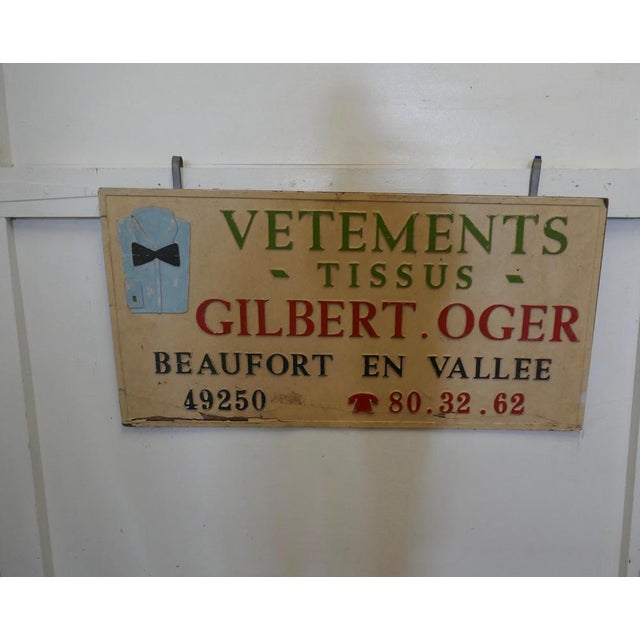 VETEMENTS
- TISSUS -
GILBERT.OGER
BEAUFORT EN VALLEE
49250 ☎ 80.32.62